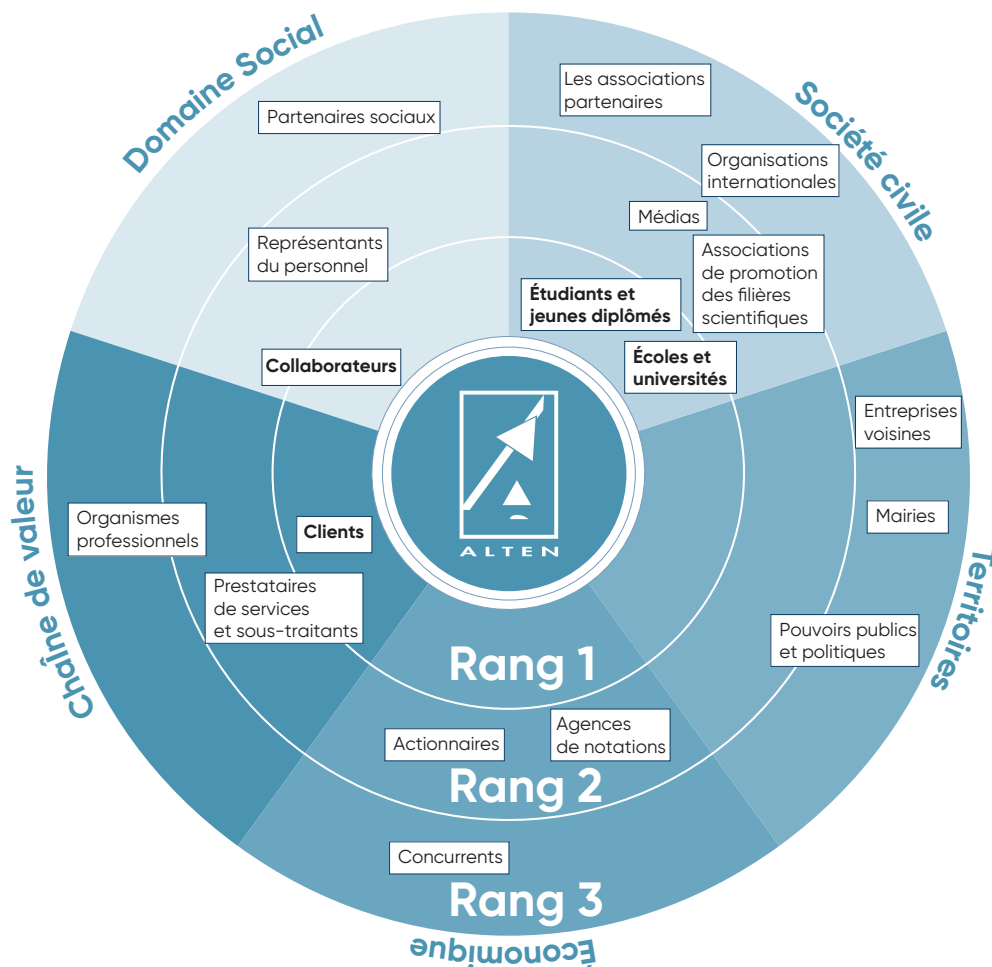 Domaine Social
Société civile
Les associations
partenaires
Partenaires sociaux
Organisations
internationales
Médias
Représentants
du personnel
Associations
de promotion
des filières
scientifiques
Étudiants et
jeunes diplômés
Collaborateurs
Écoles et
universités
Entreprises
voisines
Chaîne de valeur
Organismes
professionnels
Clients
ALTEN
Mairies
Territoires
Prestataires
de services
et sous-traitants
Pouvoirs publics
et politiques
Rang 1
Actionnaires
Agences
de notations
Rang 2
Concurrents
Rang 3
Économique